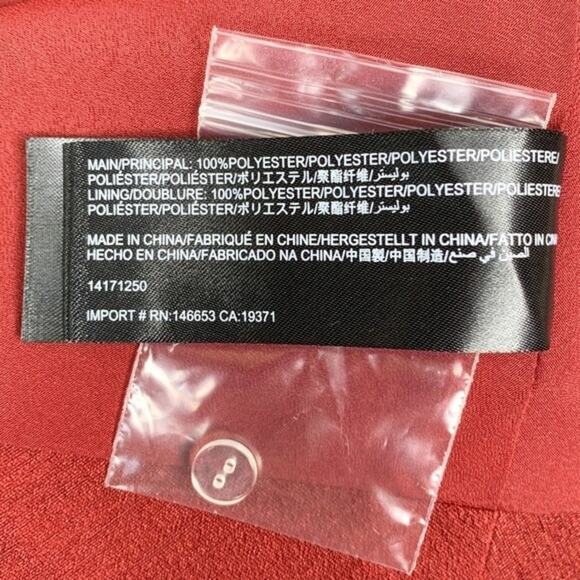 MAIN/PRINCIPAL: 100%POLYESTER/POLYESTER/POLYESTER/POLIESTERE/
POLIÉSTER/POLIÉSTER/ポリエステル/聚酯纤维/بوليستر
LINING/DOUBLURE: 100%POLYESTER/POLYESTER/POLYESTER/POLIESTERE
POLIÉSTER/POLIÉSTER/ポリエステル/聚酯纤维/بوليستر
MADE IN CHINA/FABRIQUÉ EN CHINE/HERGESTELLT IN CHINA/FATTO IN
HECHO EN CHINA/FABRICADO NA CHINA/中国製/中国制造/الصين في صنع
14171250
IMPORT # RN:146653 CA:19371